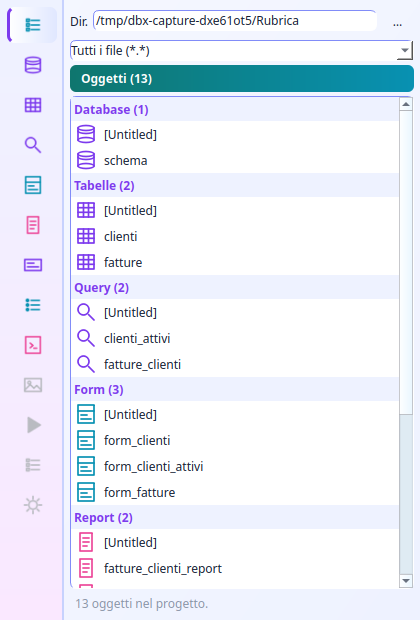 Dir. /tmp/dbx-capture-dxe61ot5/Rubrica ...
Tutti i file (*.*)
Oggetti (13)
Database (1)
[Untitled]
schema
Tabelle (2)
[Untitled]
clienti
fatture
Query (2)
[Untitled]
clienti_attivi
fatture_clienti
Form (3)
[Untitled]
form_clienti
form_clienti_attivi
form_fatture
Report (2)
[Untitled]
fatture_clienti_report
13 oggetti nel progetto.